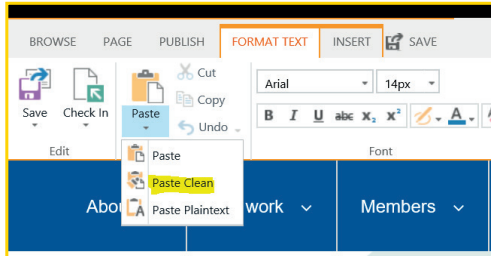 BROWSE PAGE PUBLISH FORMAT TEXT INSERT SAVE
Save Check In Paste Cut Copy Undo
Arial 14px
B I U abc X₂ X² A
Edit Font
Paste
Paste Clean
Paste Plaintext
Abou work Members